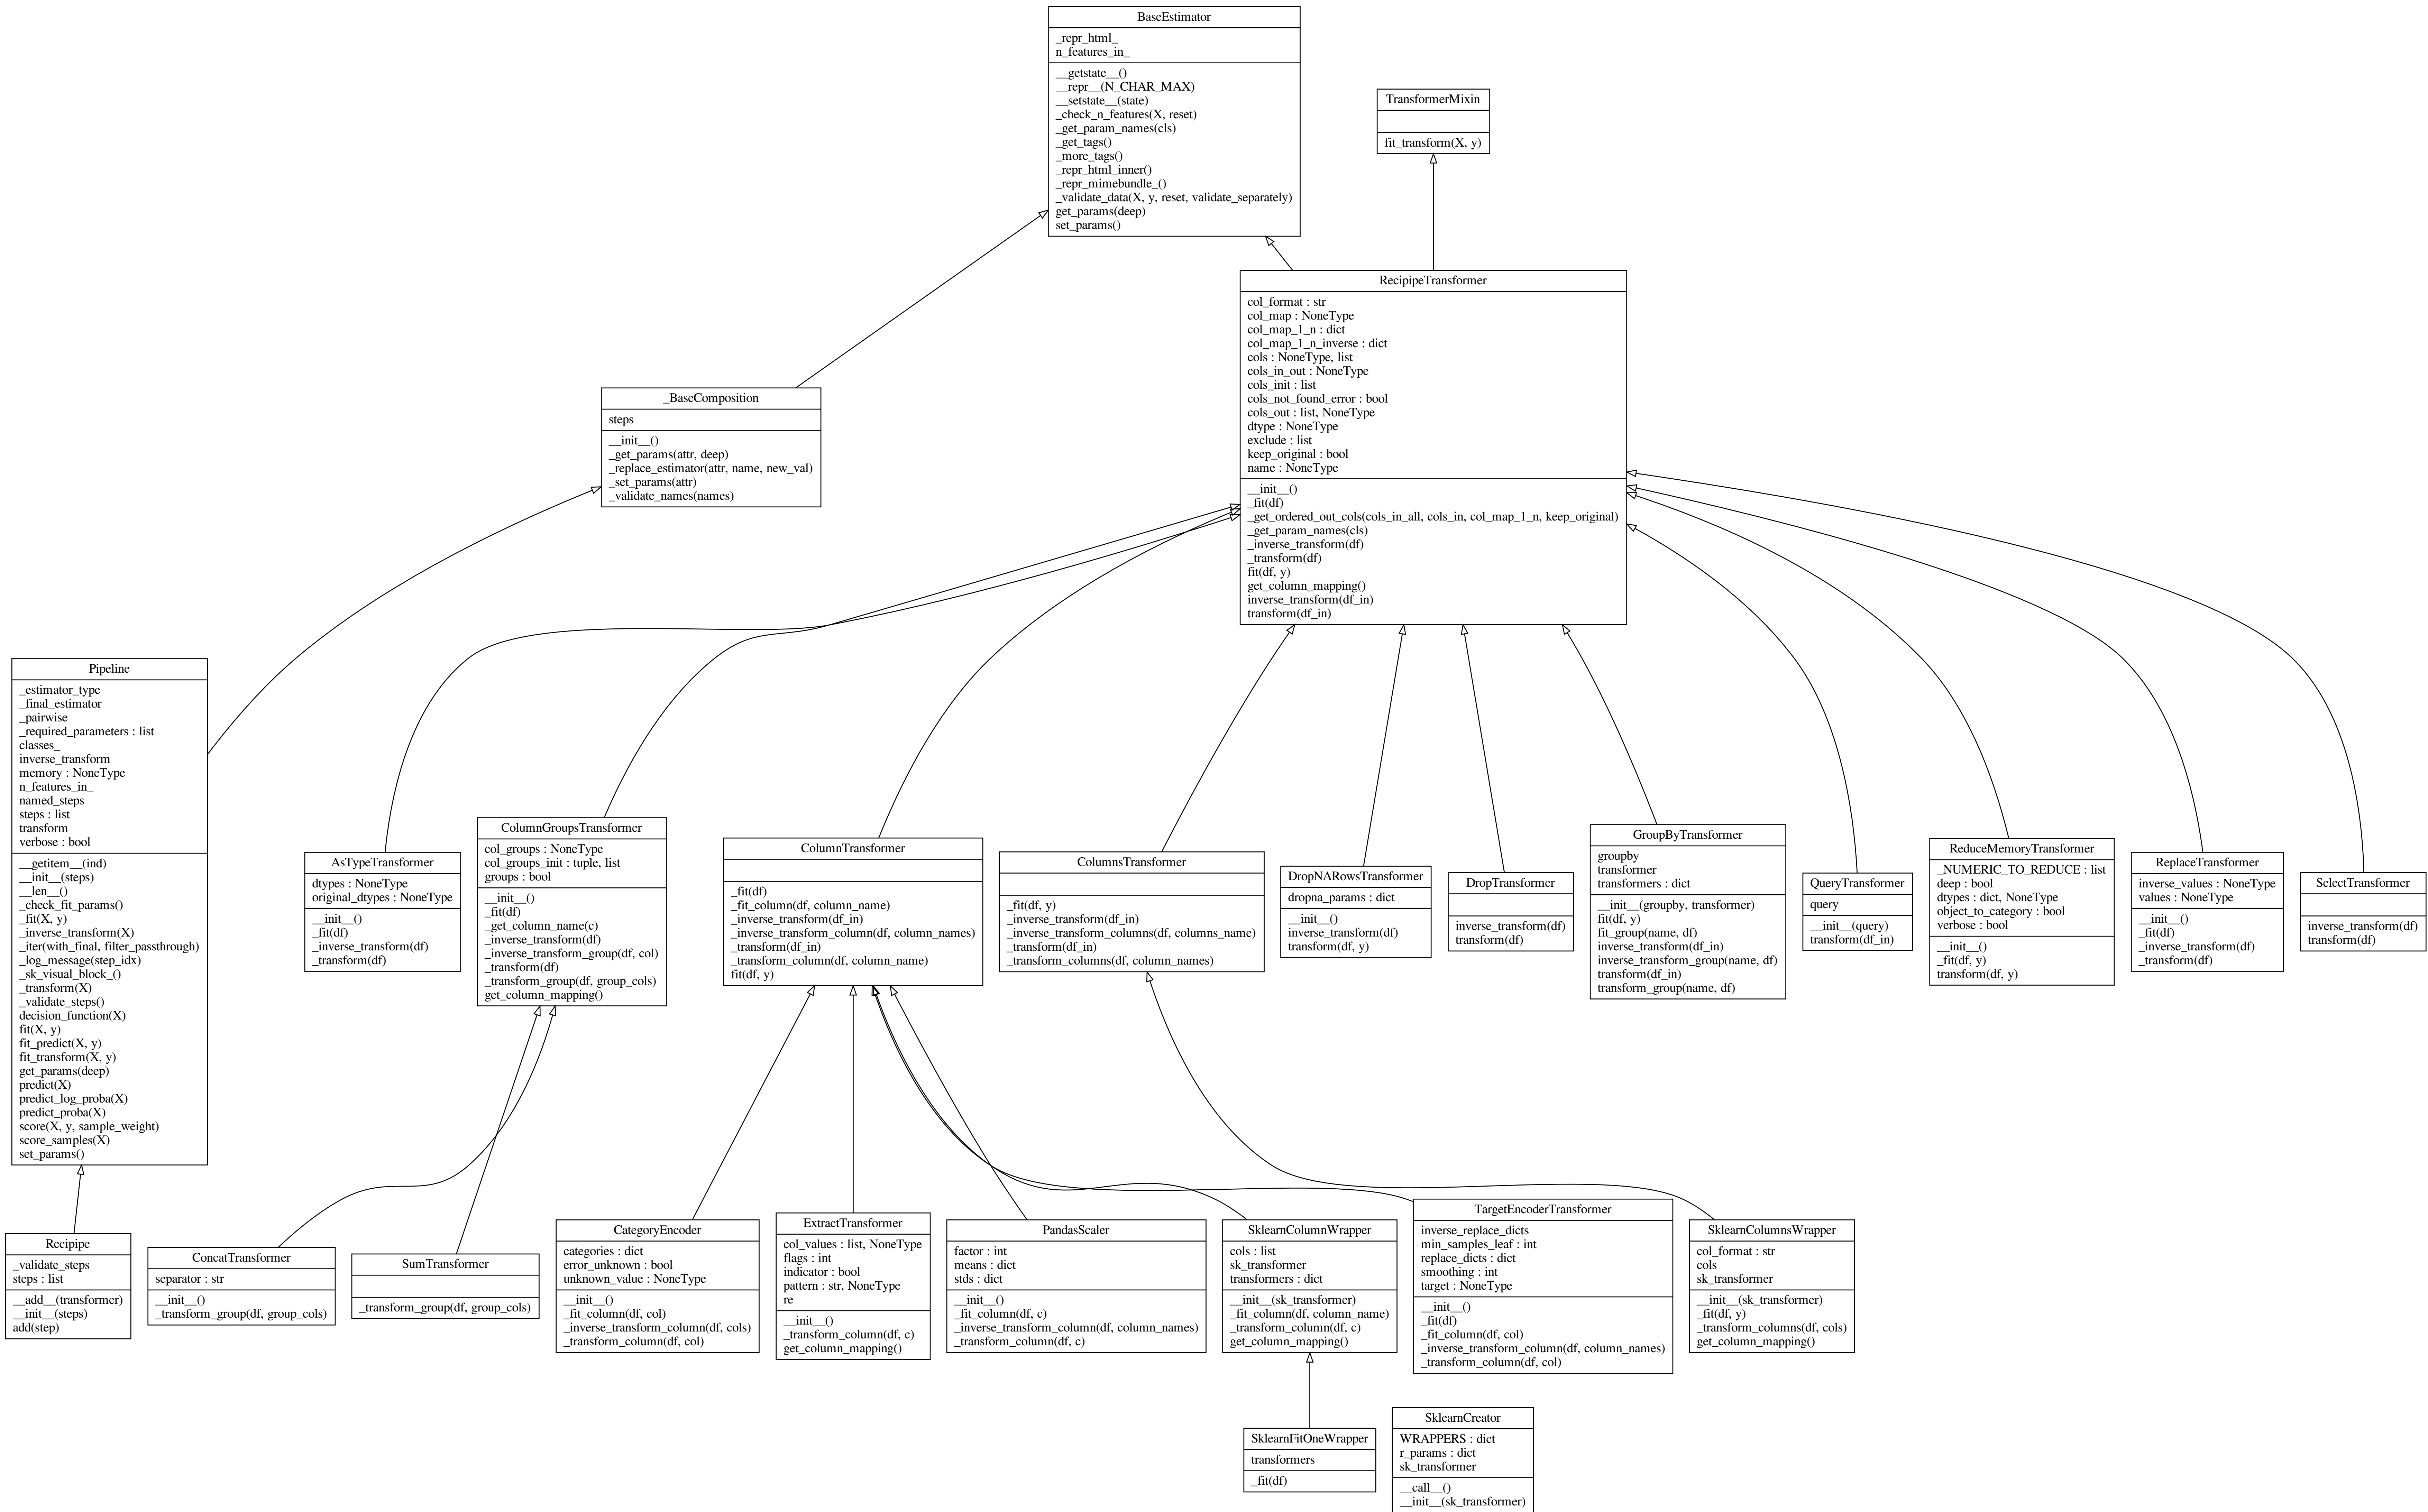 BaseEstimator
_repr_html_
n_features_in_
__getstate__()
__repr__(N_CHAR_MAX)
__setstate__(state)
_check_n_features(X, reset)
_get_param_names(cls)
_get_tags()
_more_tags()
_repr_html_inner()
_repr_mimebundle_()
_validate_data(X, y, reset, validate_separately)
get_params(deep)
set_params()
TransformerMixin
fit_transform(X, y)
RecipipeTransformer
col_format : str
col_map : NoneType
col_map_1_n : dict
col_map_1_n_inverse : dict
cols : NoneType, list
cols_in_out : NoneType
cols_init : list
cols_not_found_error : bool
cols_out : list, NoneType
dtype : NoneType
exclude : list
keep_original : bool
name : NoneType
__init__()
_fit(df)
_get_ordered_out_cols(cols_in_all, cols_in, col_map_1_n, keep_original)
_get_param_names(cls)
_inverse_transform(df)
_transform(df)
fit(df, y)
get_column_mapping()
inverse_transform(df_in)
transform(df_in)
_BaseComposition
steps
__init__()
_get_params(attr, deep)
_replace_estimator(attr, name, new_val)
_set_params(attr)
_validate_names(names)
Pipeline
_estimator_type
_final_estimator
_pairwise
_required_parameters : list
classes_
inverse_transform
memory : NoneType
n_features_in_
named_steps
steps : list
transform
verbose : bool
__getitem__(ind)
__init__(steps)
__len__()
_check_fit_params()
_fit(X, y)
_inverse_transform(X)
_iter(with_final, filter_passthrough)
_log_message(step_idx)
_sk_visual_block_()
_transform(X)
_validate_steps()
decision_function(X)
fit(X, y)
fit_predict(X, y)
fit_transform(X, y)
get_params(deep)
predict(X)
predict_log_proba(X)
predict_proba(X)
score(X, y, sample_weight)
score_samples(X)
set_params()
AsTypeTransformer
dtypes : NoneType
original_dtypes : NoneType
__init__()
_fit(df)
_inverse_transform(df)
_transform(df)
ColumnGroupsTransformer
col_groups : NoneType
col_groups_init : tuple, list
groups : bool
__init__()
_fit(df)
_get_column_name(c)
_inverse_transform(df)
_inverse_transform_group(df, col)
_transform(df)
_transform_group(df, group_cols)
get_column_mapping()
ColumnTransformer
_fit(df)
_fit_column(df, column_name)
_inverse_transform(df_in)
_inverse_transform_column(df, column_names)
_transform(df_in)
_transform_column(df, column_name)
fit(df, y)
ColumnsTransformer
_fit(df, y)
_inverse_transform(df_in)
_inverse_transform_columns(df, columns_name)
_transform(df_in)
_transform_columns(df, column_names)
DropNARowsTransformer
dropna_params : dict
__init__()
inverse_transform(df)
transform(df, y)
DropTransformer
inverse_transform(df)
transform(df)
GroupByTransformer
groupby
transformer
transformers : dict
__init__(groupby, transformer)
fit(df, y)
fit_group(name, df)
inverse_transform(df_in)
inverse_transform_group(name, df)
transform(df_in)
transform_group(name, df)
QueryTransformer
query
__init__(query)
transform(df_in)
ReduceMemoryTransformer
_NUMERIC_TO_REDUCE : list
deep : bool
dtypes : dict, NoneType
object_to_category : bool
verbose : bool
__init__()
_fit(df, y)
transform(df, y)
ReplaceTransformer
inverse_values : NoneType
values : NoneType
__init__()
_fit(df)
_inverse_transform(df)
_transform(df)
SelectTransformer
inverse_transform(df)
transform(df)
Recipipe
_validate_steps
steps : list
__add__(transformer)
__init__(steps)
add(step)
ConcatTransformer
separator : str
__init__()
_transform_group(df, group_cols)
SumTransformer
_transform_group(df, group_cols)
CategoryEncoder
categories : dict
error_unknown : bool
unknown_value : NoneType
__init__()
_fit_column(df, col)
_inverse_transform_column(df, cols)
_transform_column(df, col)
ExtractTransformer
col_values : list, NoneType
flags : int
indicator : bool
pattern : str, NoneType
re
__init__()
_transform_column(df, c)
get_column_mapping()
PandasScaler
factor : int
means : dict
stds : dict
__init__()
_fit_column(df, c)
_inverse_transform_column(df, column_names)
_transform_column(df, c)
SklearnColumnWrapper
cols : list
sk_transformer
transformers : dict
__init__(sk_transformer)
_fit_column(df, column_name)
_transform_column(df, c)
get_column_mapping()
TargetEncoderTransformer
inverse_replace_dicts
min_samples_leaf : int
replace_dicts : dict
smoothing : int
target : NoneType
__init__()
_fit(df)
_fit_column(df, col)
_inverse_transform_column(df, column_names)
_transform_column(df, col)
SklearnColumnsWrapper
col_format : str
cols
sk_transformer
__init__(sk_transformer)
_fit(df, y)
_transform_columns(df, cols)
get_column_mapping()
SklearnFitOneWrapper
transformers
_fit(df)
SklearnCreator
WRAPPERS : dict
r_params : dict
sk_transformer
__call__()
__init__(sk_transformer)